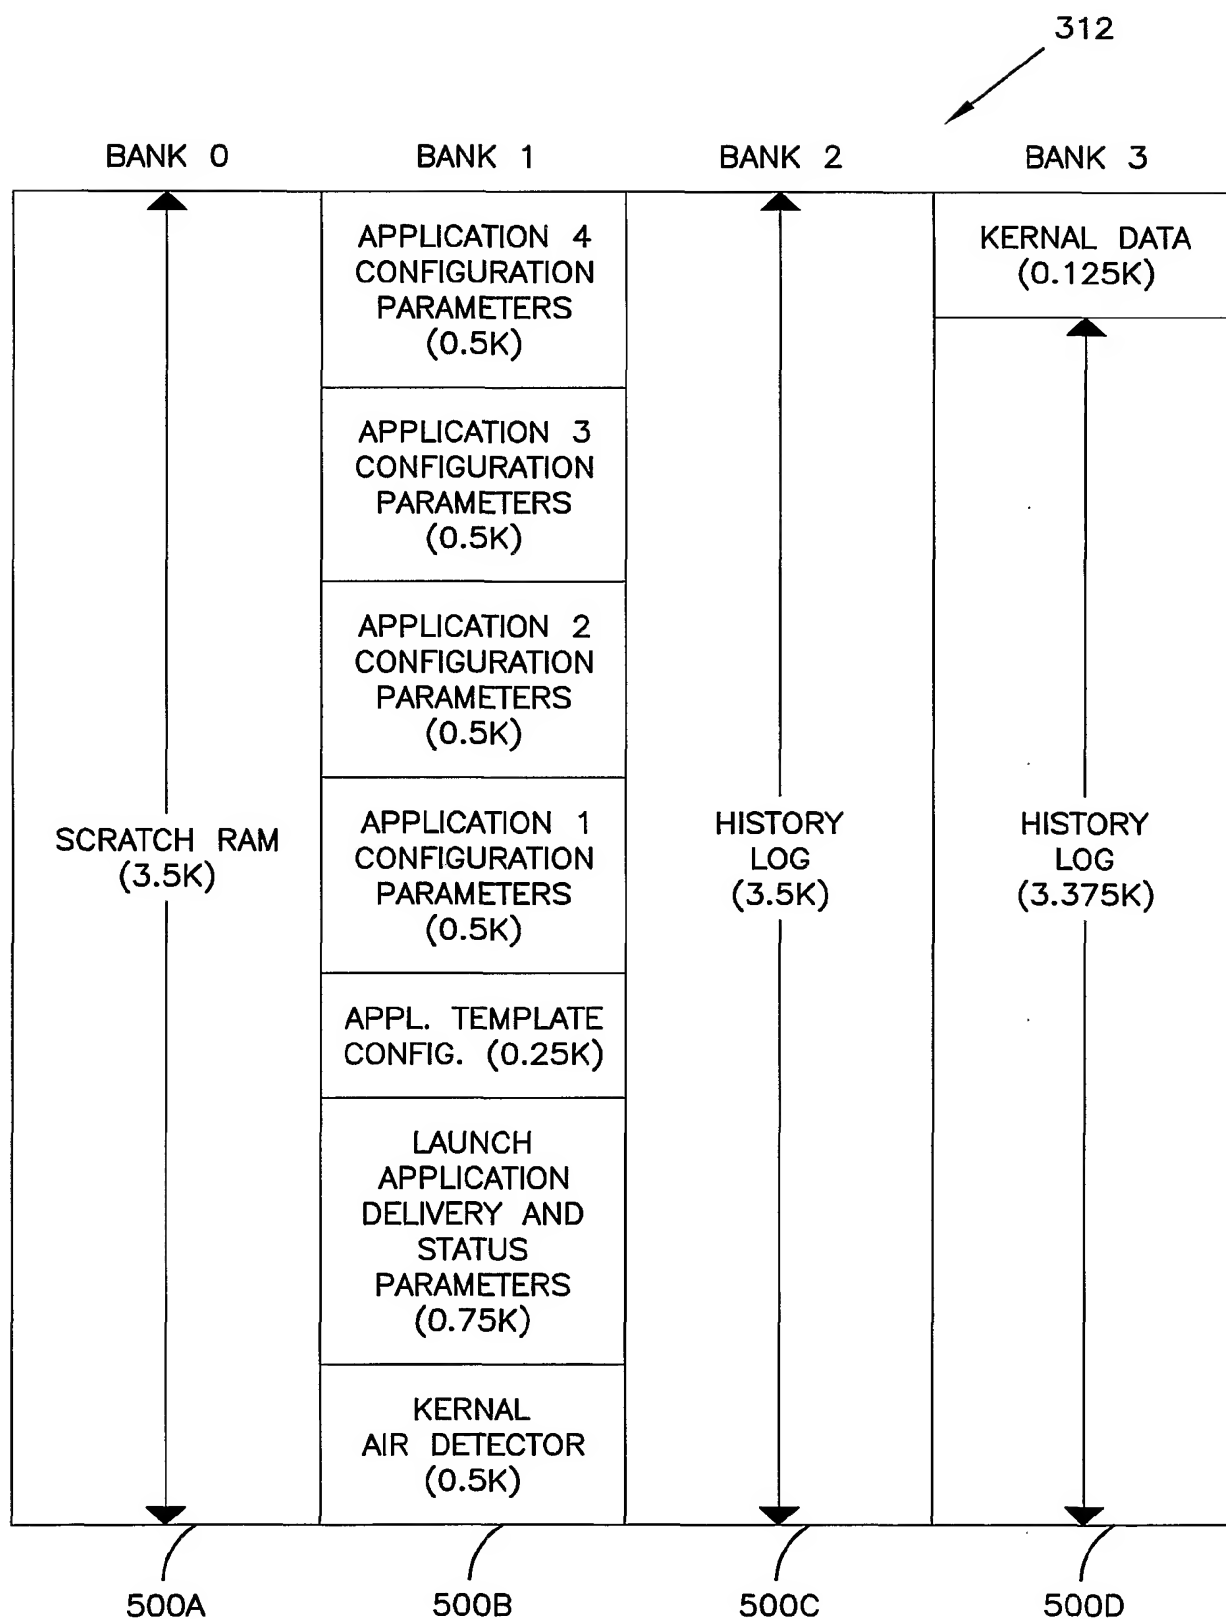 312
BANK 0
BANK 1
BANK 2
BANK 3
SCRATCH RAM
(3.5K)
APPLICATION 4
CONFIGURATION
PARAMETERS
(0.5K)
APPLICATION 3
CONFIGURATION
PARAMETERS
(0.5K)
APPLICATION 2
CONFIGURATION
PARAMETERS
(0.5K)
APPLICATION 1
CONFIGURATION
PARAMETERS
(0.5K)
APPL. TEMPLATE
CONFIG. (0.25K)
LAUNCH
APPLICATION
DELIVERY AND
STATUS
PARAMETERS
(0.75K)
KERNAL
AIR DETECTOR
(0.5K)
HISTORY
LOG
(3.5K)
KERNAL DATA
(0.125K)
HISTORY
LOG
(3.375K)
500A
500B
500C
500D